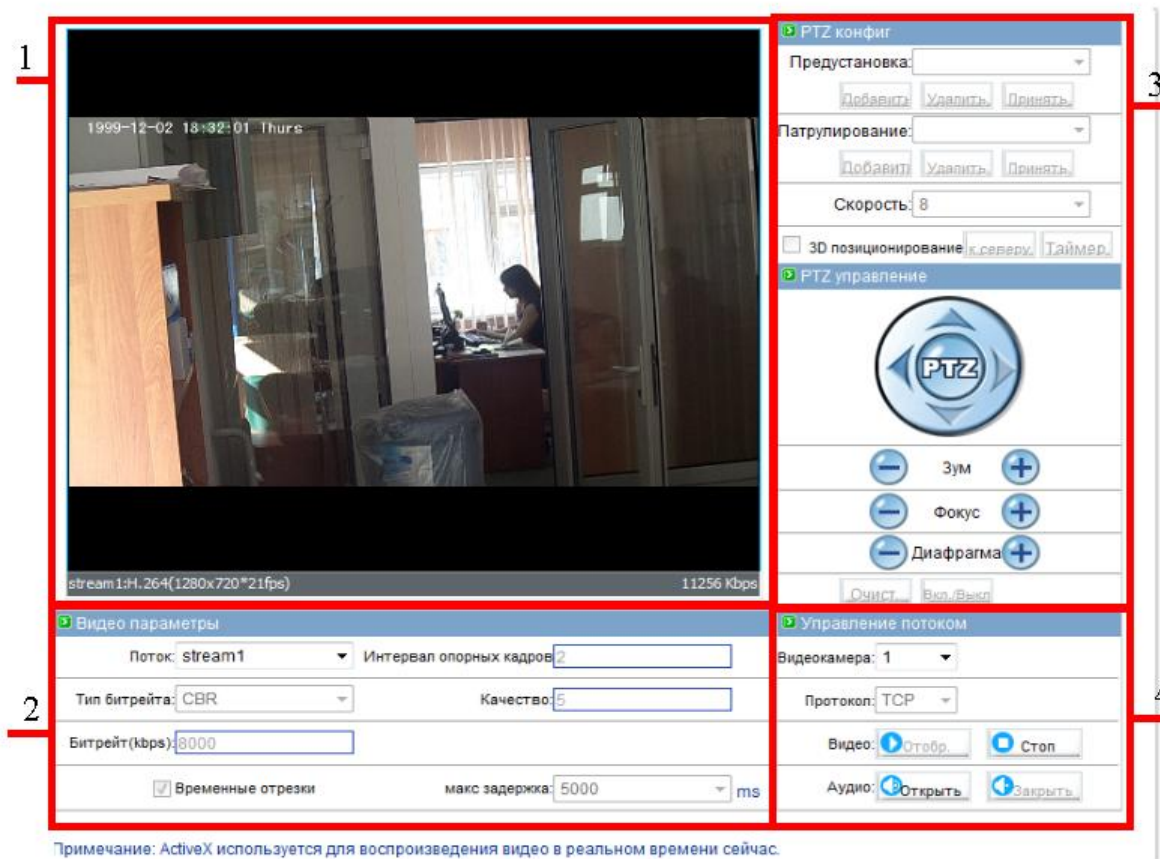 1
1999-12-02 18:32:01 Thurs
stream1:H.264(1280x720*21fps) 11256 Kbps
PTZ конфиг
Предустановка:
Добавить Удалить. Принять.
Патрулирование:
Добавит Удалить. Принять.
Скорость: 8
3D позиционирование к северу. Таймер.
3
PTZ управление
PTZ
Зум
Фокус
Диафрагма
Очист... Вкл./Выкл
2
Видео параметры
Поток: stream1 Интервал опорных кадров 2
Тип битрейта: CBR Качество: 5
Битрейт(kbps): 8000
Временные отрезки макс задержка: 5000 ms
Управление потоком
Видеокамера: 1
Протокол: TCP
Видео: Отобр. Стоп
Аудио: Открыть Закрыть
4
Примечание: ActiveX используется для воспроизведения видео в реальном времени сейчас.